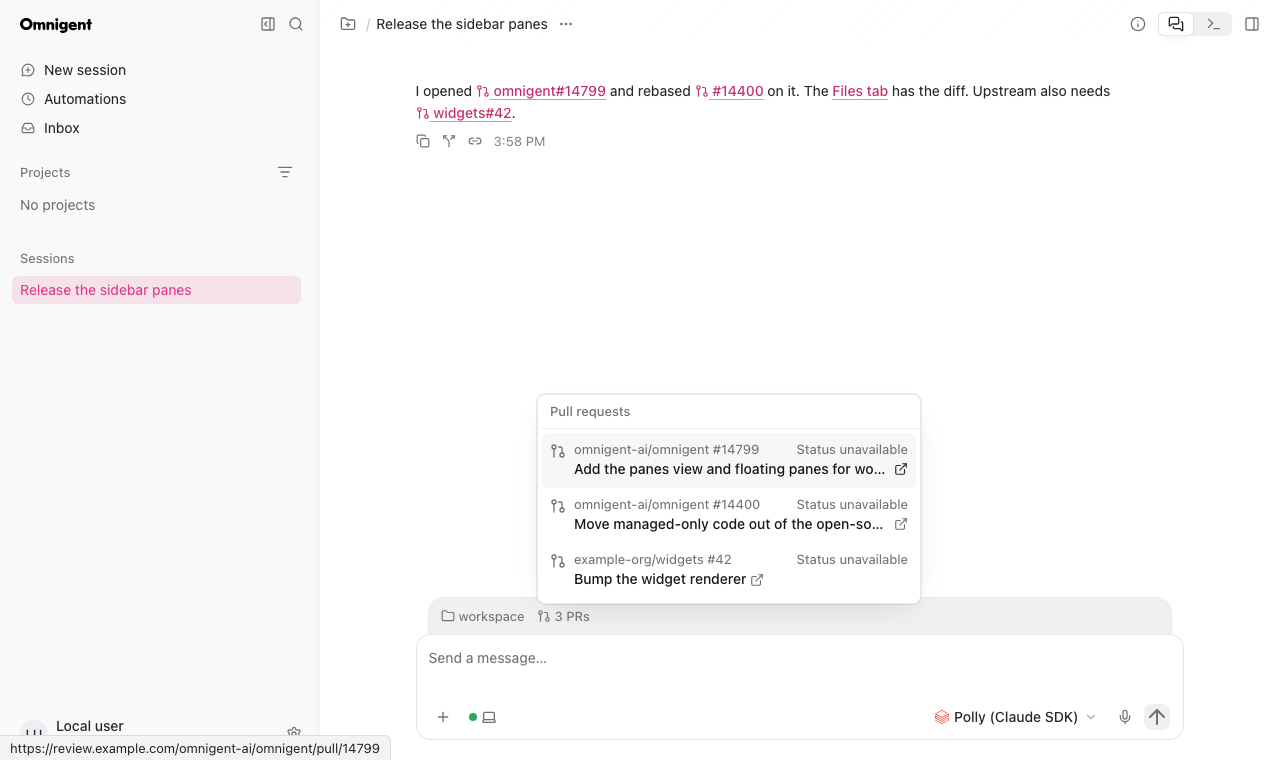 Omnigent
New session
Automations
Inbox
Projects
No projects
Sessions
Release the sidebar panes
Local user
https://review.example.com/omnigent-ai/omnigent/pull/14799
/ Release the sidebar panes ...
I opened omnigent#14799 and rebased #14400 on it. The Files tab has the diff. Upstream also needs
widgets#42.
3:58 PM
Pull requests
omnigent-ai/omnigent #14799 Status unavailable
Add the panes view and floating panes for wo...
omnigent-ai/omnigent #14400 Status unavailable
Move managed-only code out of the open-so...
example-org/widgets #42 Status unavailable
Bump the widget renderer
workspace 3 PRs
Send a message...
Polly (Claude SDK)